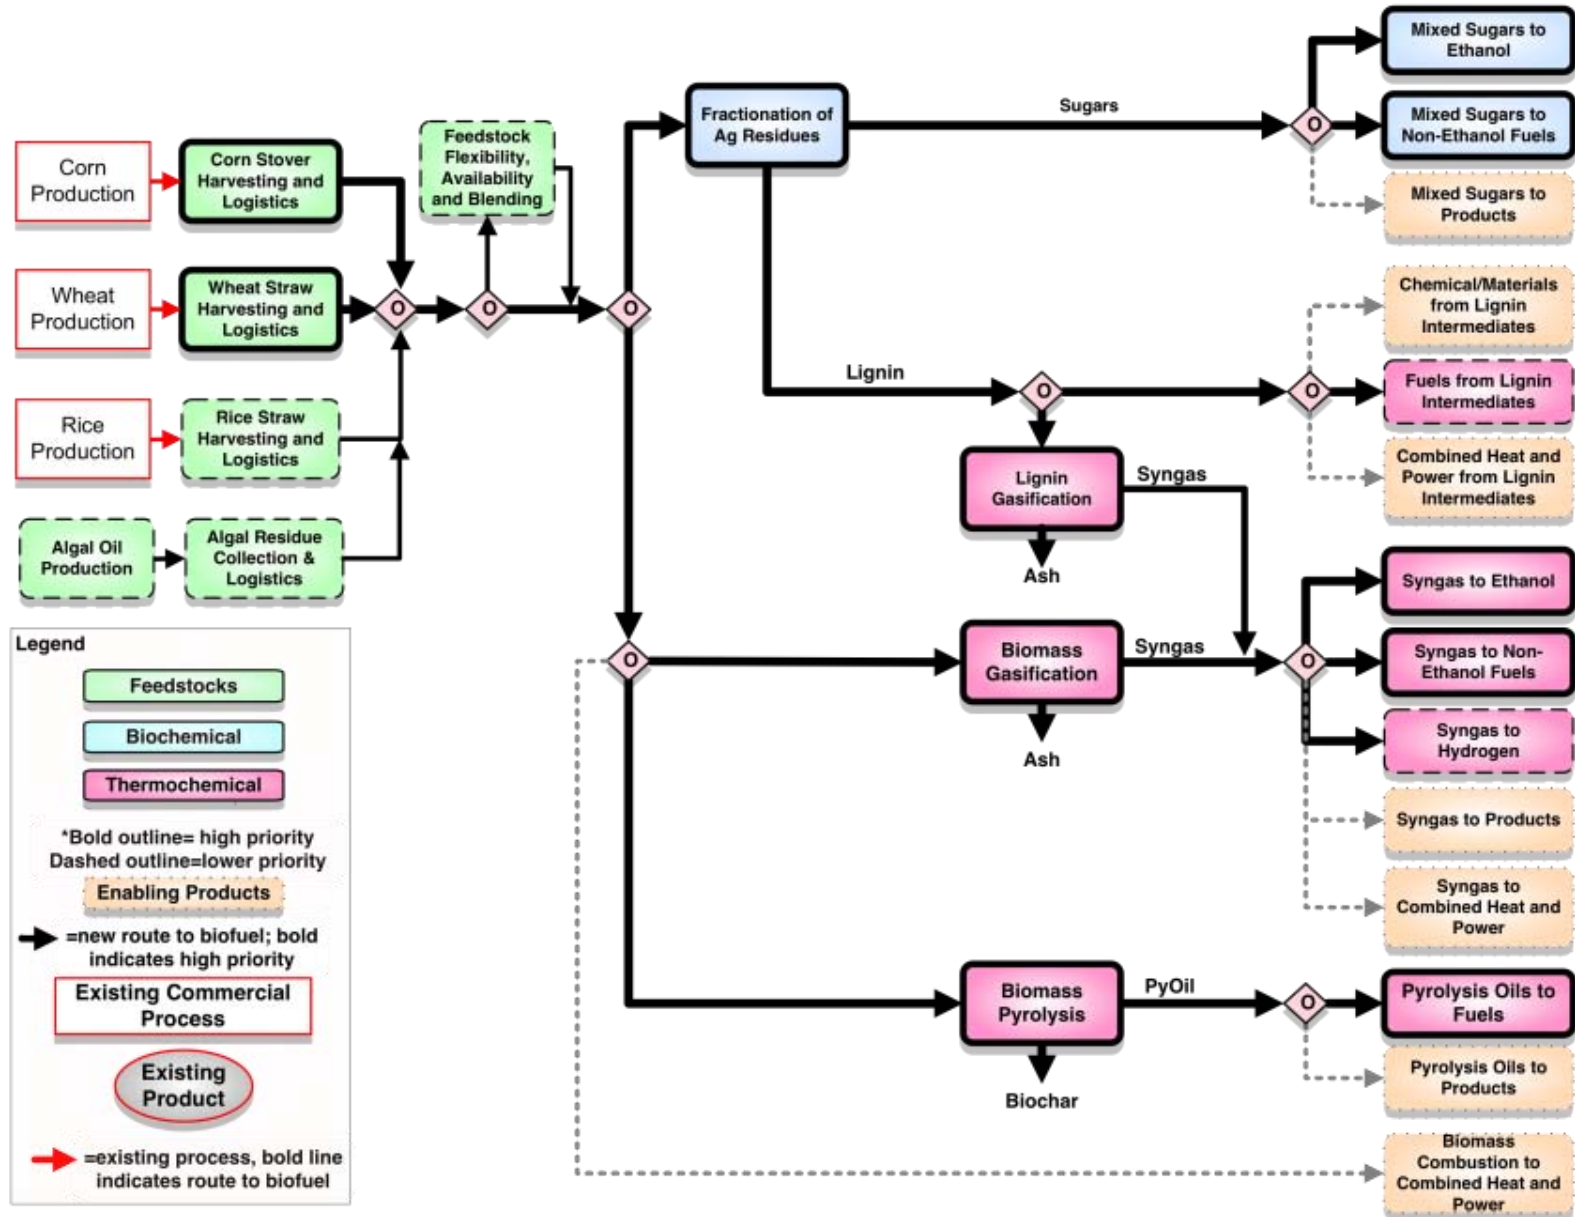 Corn
Production
Corn Stover
Harvesting and
Logistics
Wheat
Production
Wheat Straw
Harvesting and
Logistics
Rice
Production
Rice Straw
Harvesting and
Logistics
Algal Oil
Production
Algal Residue
Collection &
Logistics
O
O
Feedstock
Flexibility,
Availability
and Blending
O
Fractionation of
Ag Residues
Sugars
O
Mixed Sugars to
Ethanol
Mixed Sugars to
Non-Ethanol Fuels
Mixed Sugars to
Products
Lignin
O
O
Chemical/Materials
from Lignin
Intermediates
Fuels from Lignin
Intermediates
Combined Heat and
Power from Lignin
Intermediates
Lignin
Gasification
Syngas
Ash
O
Biomass
Gasification
Syngas
Ash
O
Syngas to Ethanol
Syngas to Non-
Ethanol Fuels
Syngas to
Hydrogen
Syngas to Products
Syngas to
Combined Heat and
Power
Biomass
Pyrolysis
PyOil
Biochar
O
Pyrolysis Oils to
Fuels
Pyrolysis Oils to
Products
Biomass
Combustion to
Combined Heat and
Power
Legend
Feedstocks
Biochemical
Thermochemical
*Bold outline= high priority
Dashed outline=lower priority
Enabling Products
=new route to biofuel; bold
indicates high priority
Existing Commercial
Process
Existing
Product
=existing process, bold line
indicates route to biofuel